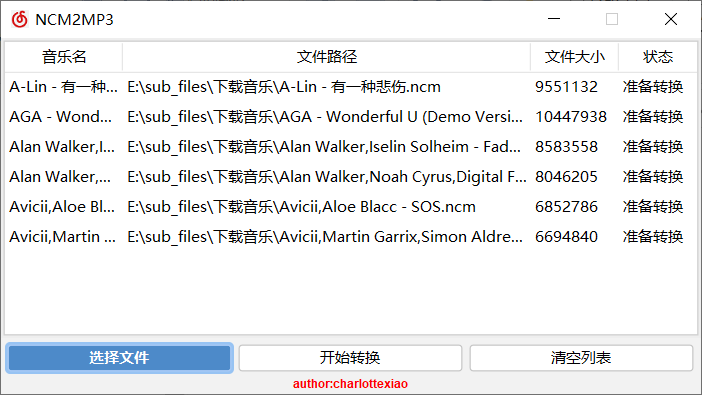 NCM2MP3
音乐名 文件路径 文件大小 状态
A-Lin - 有一种... E:\sub_files\下载音乐\A-Lin - 有一种悲伤.ncm 9551132 准备转换
AGA - Wond... E:\sub_files\下载音乐\AGA - Wonderful U (Demo Versi... 10447938 准备转换
Alan Walker,I... E:\sub_files\下载音乐\Alan Walker,Iselin Solheim - Fad... 8583558 准备转换
Alan Walker,... E:\sub_files\下载音乐\Alan Walker,Noah Cyrus,Digital F... 8046205 准备转换
Avicii,Aloe Bl... E:\sub_files\下载音乐\Avicii,Aloe Blacc - SOS.ncm 6852786 准备转换
Avicii,Martin ... E:\sub_files\下载音乐\Avicii,Martin Garrix,Simon Aldre... 6694840 准备转换
选择文件 开始转换 清空列表
author:charlottexiao